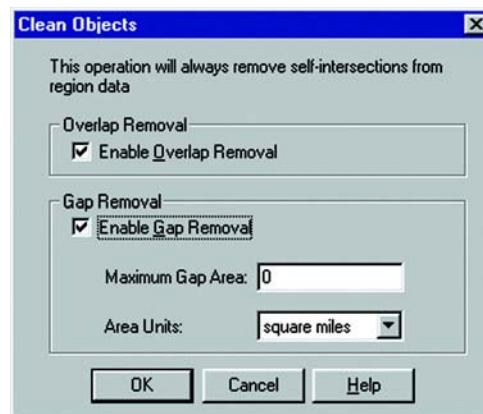 Clean Objects
This operation will always remove self-intersections from
region data
Overlap Removal
Enable Overlap Removal
Gap Removal
Enable Gap Removal
Maximum Gap Area: 0
Area Units: square miles
OK Cancel Help